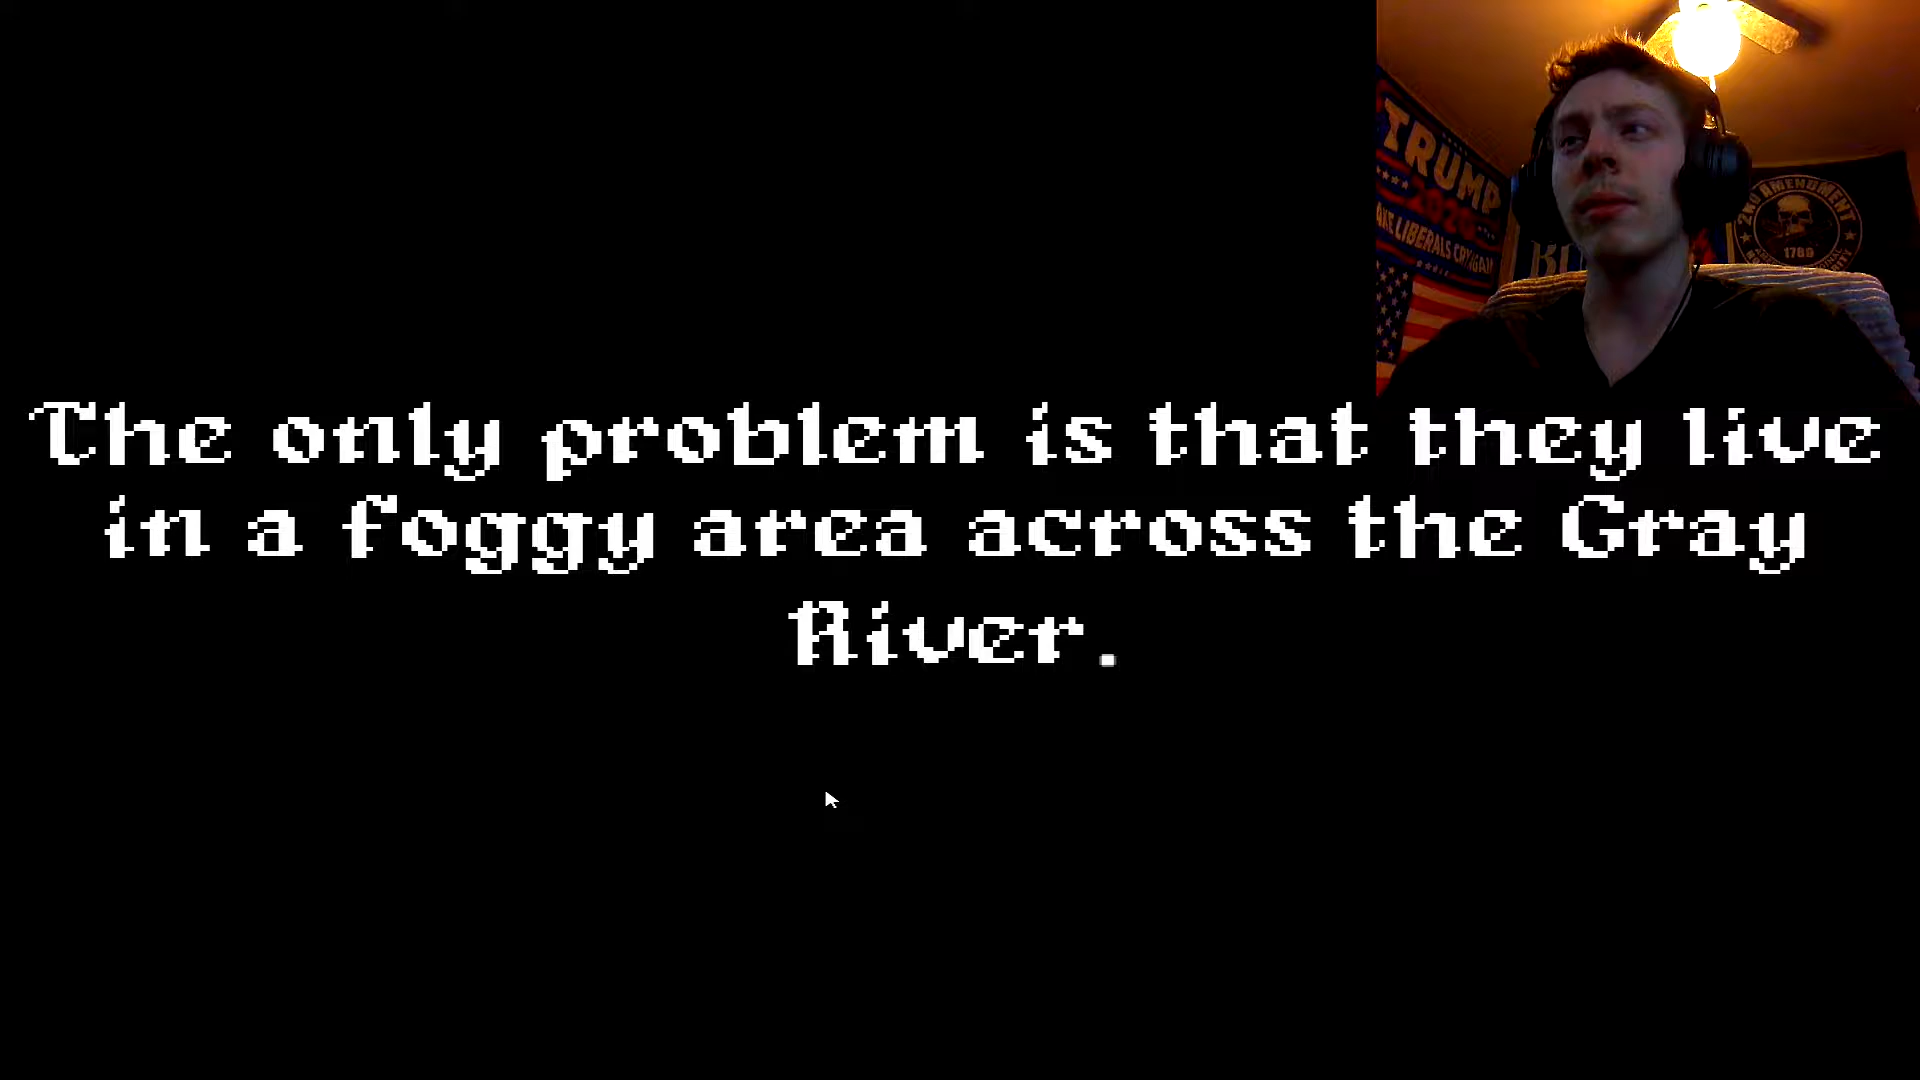 The only problem is that they live
in a foggy area across the Gray
River.
TRUMP
2020
LIBERALS CRY AGAIN
2ND AMENDMENT
1789